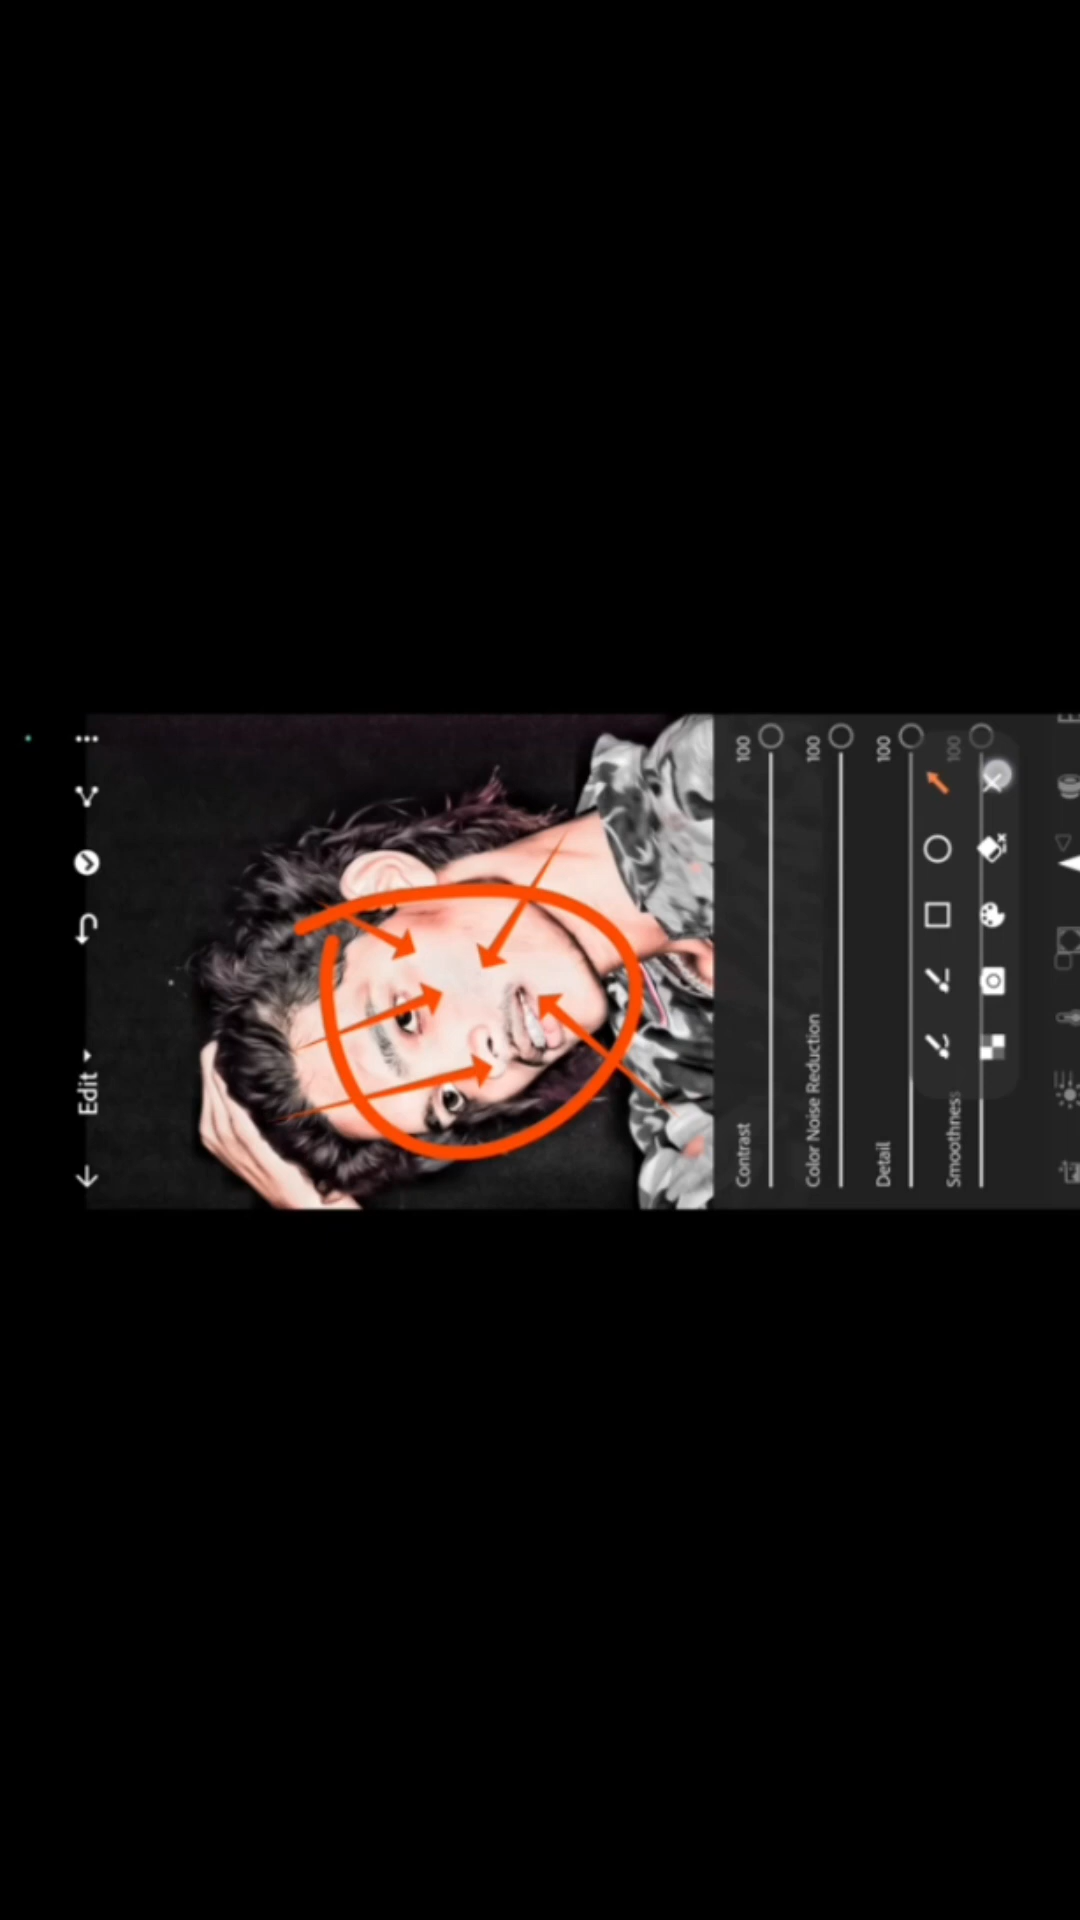 Edit
Contrast 100
Color Noise Reduction 100
Detail 100
Smoothness 100